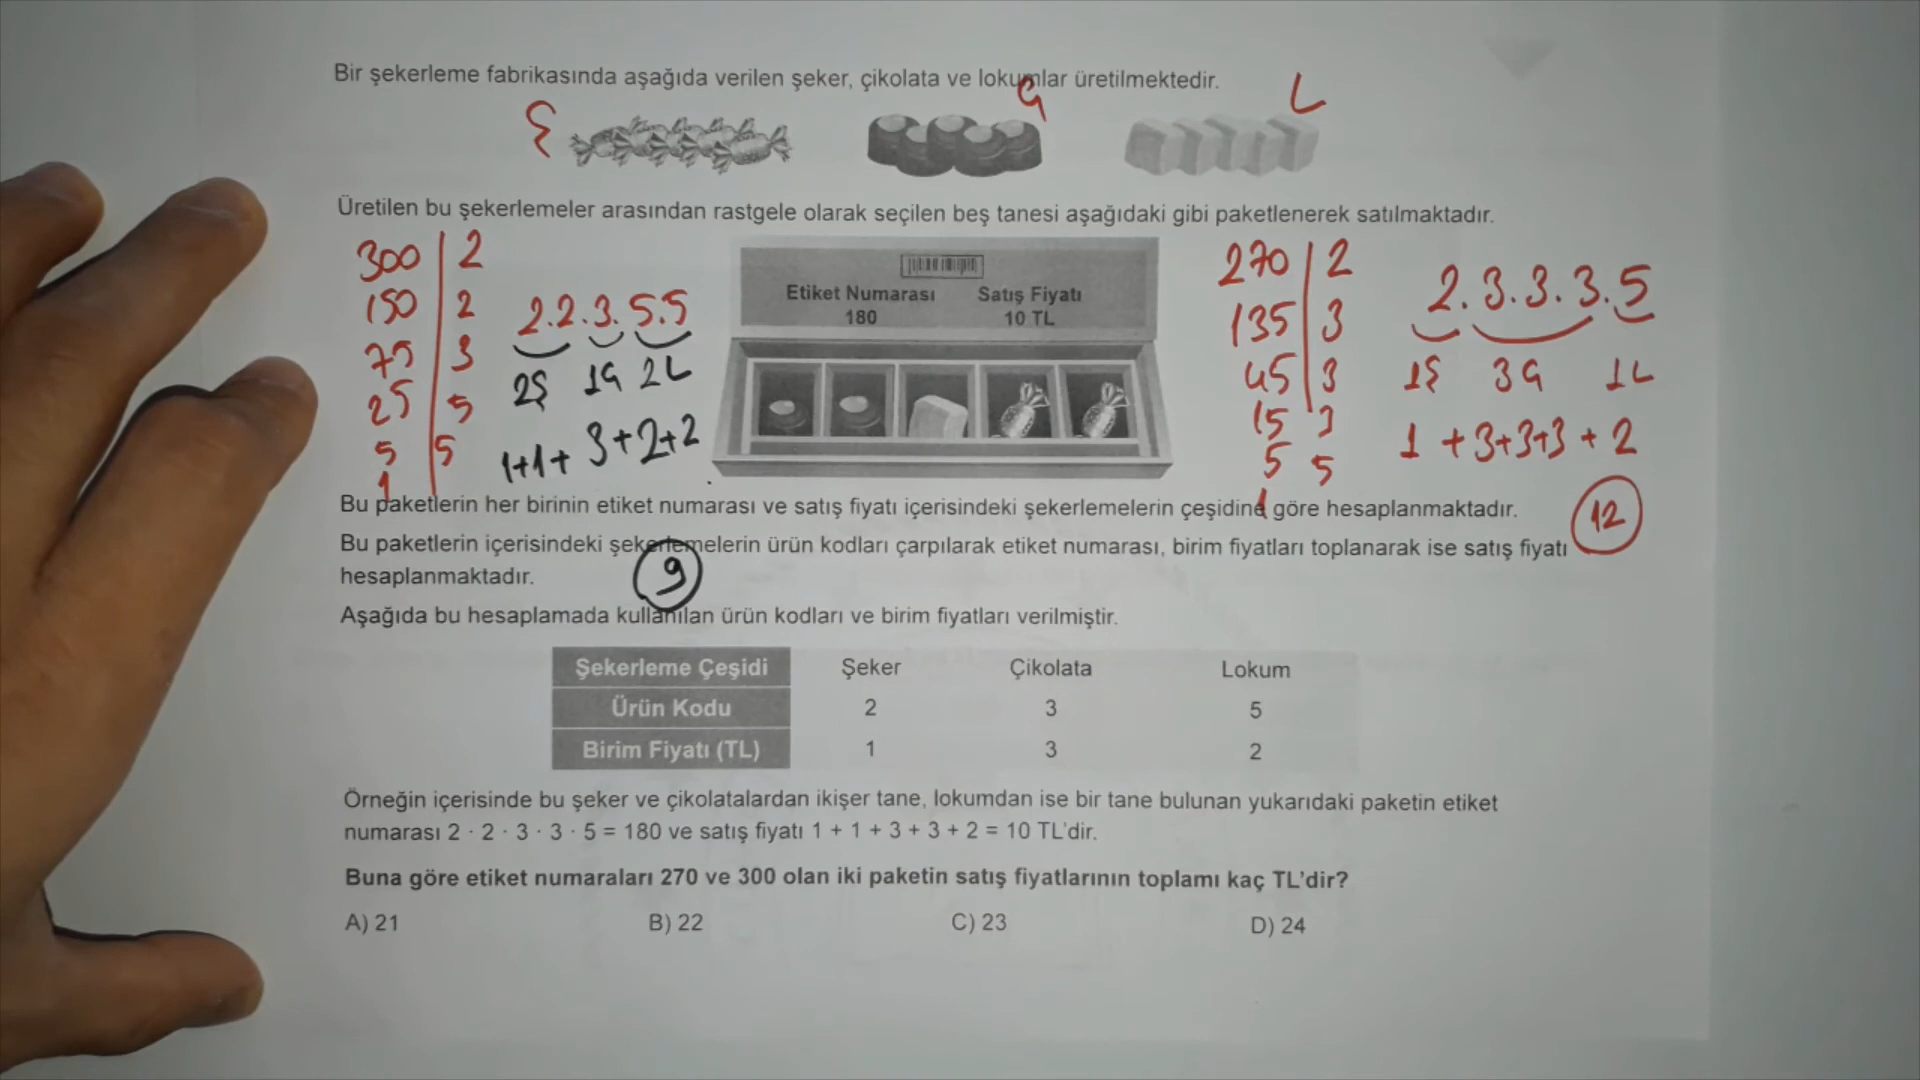 Bir şekerleme fabrikasında aşağıda verilen şeker, çikolata ve lokumlar üretilmektedir.
Ş
Ç
L
Üretilen bu şekerlemeler arasından rastgele olarak seçilen beş tanesi aşağıdaki gibi paketlenerek satılmaktadır.
300 | 2
150 | 2
75 | 3
25 | 5
5 | 5
1
2.2.3.5.5
2Ş 1Ç 2L
1+1+3+2+2
9
Etiket Numarası Satış Fiyatı
180 10 TL
270 | 2
135 | 3
45 | 3
15 3
5 5
1
2.3.3.3.5
1Ş 3Ç 1L
1+3+3+3+2
12
Bu paketlerin her birinin etiket numarası ve satış fiyatı içerisindeki şekerlemelerin çeşidine göre hesaplanmaktadır.
Bu paketlerin içerisindeki şekerlemelerin ürün kodları çarpılarak etiket numarası, birim fiyatları toplanarak ise satış fiyatı
hesaplanmaktadır.
Aşağıda bu hesaplamada kullanılan ürün kodları ve birim fiyatları verilmiştir.
Şekerleme Çeşidi Şeker Çikolata Lokum
Ürün Kodu 2 3 5
Birim Fiyatı (TL) 1 3 2
Örneğin içerisinde bu şeker ve çikolatalardan ikişer tane, lokumdan ise bir tane bulunan yukarıdaki paketin etiket
numarası 2 · 2 · 3 · 3 · 5 = 180 ve satış fiyatı 1 + 1 + 3 + 3 + 2 = 10 TL'dir.
Buna göre etiket numaraları 270 ve 300 olan iki paketin satış fiyatlarının toplamı kaç TL'dir?
A) 21 B) 22 C) 23 D) 24